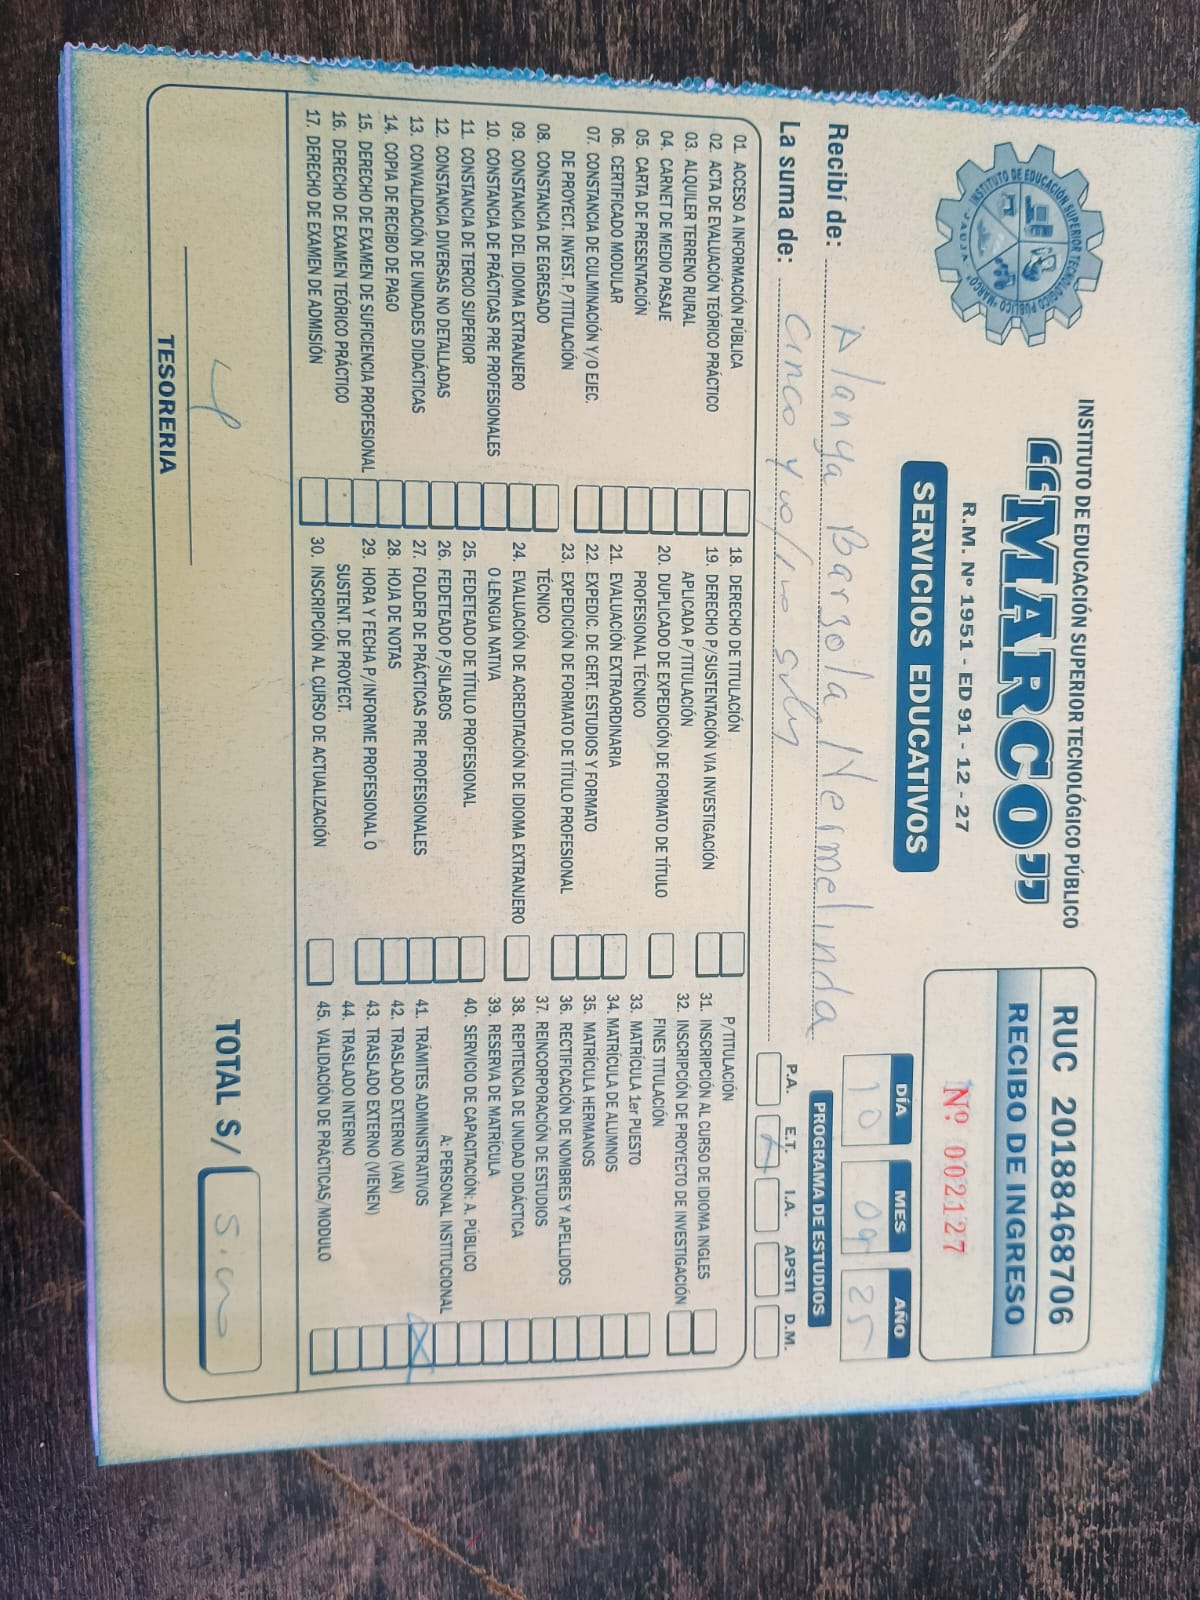 INSTITUTO DE EDUCACIÓN SUPERIOR TECNOLÓGICO PÚBLICO
"MARCO"
R.M. Nº 1951 - ED 91 - 12 - 27
SERVICIOS EDUCATIVOS
INSTITUTO DE EDUCACIÓN SUPERIOR TECNOLÓGICO PÚBLICO "MARCO"
JAUJA
RUC 20188468706
RECIBO DE INGRESO
Nº 002127
DÍA MES AÑO
10 09 25
Recibí de: Alanya Barsola Nermelinda
La suma de: Cinco y 00/100 soles
PROGRAMA DE ESTUDIOS
P.A. E.T. I.A. APSTI D.M.
01. ACCESO A INFORMACIÓN PÚBLICA
02. ACTA DE EVALUACIÓN TEÓRICO PRÁCTICO
03. ALQUILER TERRENO RURAL
04. CARNET DE MEDIO PASAJE
05. CARTA DE PRESENTACIÓN
06. CERTIFICADO MODULAR
07. CONSTANCIA DE CULMINACIÓN Y/O EJEC.
DE PROYECT. INVEST. P/TITULACIÓN
08. CONSTANCIA DE EGRESADO
09. CONSTANCIA DEL IDIOMA EXTRANJERO
10. CONSTANCIA DE PRÁCTICAS PRE PROFESIONALES
11. CONSTANCIA DE TERCIO SUPERIOR
12. CONSTANCIA DIVERSAS NO DETALLADAS
13. CONVALIDACIÓN DE UNIDADES DIDÁCTICAS
14. COPIA DE RECIBO DE PAGO
15. DERECHO DE EXAMEN DE SUFICIENCIA PROFESIONAL
16. DERECHO DE EXAMEN TEÓRICO PRÁCTICO
17. DERECHO DE EXAMEN DE ADMISIÓN
18. DERECHO DE TITULACIÓN
19. DERECHO P/SUSTENTACIÓN VIA INVESTIGACIÓN
APLICADA P/TITULACIÓN
20. DUPLICADO DE EXPEDICIÓN DE FORMATO DE TÍTULO
PROFESIONAL TÉCNICO
21. EVALUACIÓN EXTRAORDINARIA
22. EXPEDIC. DE CERT. ESTUDIOS Y FORMATO
23. EXPEDICIÓN DE FORMATO DE TÍTULO PROFESIONAL
TÉCNICO
24. EVALUACIÓN DE ACREDITACIÓN DE IDIOMA EXTRANJERO
O LENGUA NATIVA
25. FEDETEADO DE TÍTULO PROFESIONAL
26. FEDETEADO P/SILABOS
27. FOLDER DE PRÁCTICAS PRE PROFESIONALES
28. HOJA DE NOTAS
29. HORA Y FECHA P/INFORME PROFESIONAL O
SUSTENT. DE PROYECT.
30. INSCRIPCIÓN AL CURSO DE ACTUALIZACIÓN
P/TITULACIÓN
31. INSCRIPCIÓN AL CURSO DE IDIOMA INGLES
32. INSCRIPCIÓN DE PROYECTO DE INVESTIGACIÓN
FINES TITULACIÓN
33. MATRÍCULA 1er PUESTO
34. MATRÍCULA DE ALUMNOS
35. MATRÍCULA HERMANOS
36. RECTIFICACIÓN DE NOMBRES Y APELLIDOS
37. REINCORPORACIÓN DE ESTUDIOS
38. REPITENCIA DE UNIDAD DIDÁCTICA
39. RESERVA DE MATRÍCULA
40. SERVICIO DE CAPACITACIÓN: A. PÚBLICO
A: PERSONAL INSTITUCIONAL
41. TRÁMITES ADMINISTRATIVOS
42. TRASLADO EXTERNO (VAN)
43. TRASLADO EXTERNO (VIENEN)
44. TRASLADO INTERNO
45. VALIDACIÓN DE PRÁCTICAS/MODULO
TESORERIA
TOTAL S/ 5.00